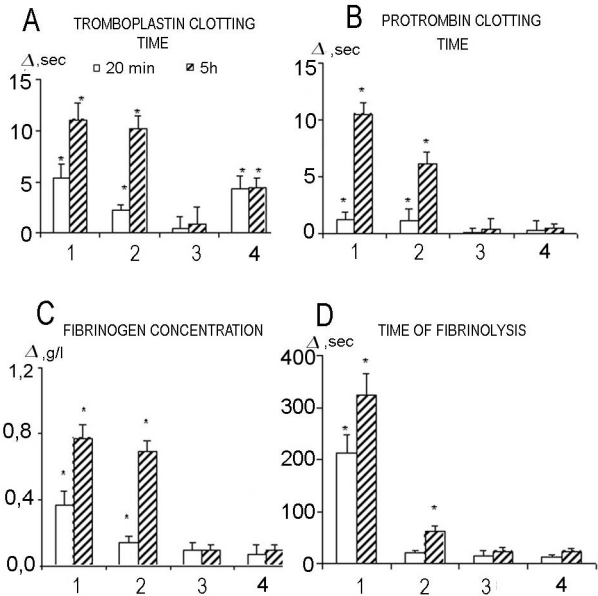 A
TROMBOPLASTIN CLOTTING
TIME
Δ ,sec
20 min 5h
15
10
5
0
* * * * * *
1 2 3 4
B
PROTROMBIN CLOTTING
TIME
Δ ,sec
15
10
5
0
* * * *
1 2 3 4
C
FIBRINOGEN CONCENTRATION
Δ ,g/l
1,2
0,8
0,4
0,0
* * * *
1 2 3 4
D
TIME OF FIBRINOLYSIS
Δ ,sec
400
300
200
100
0
* * *
1 2 3 4